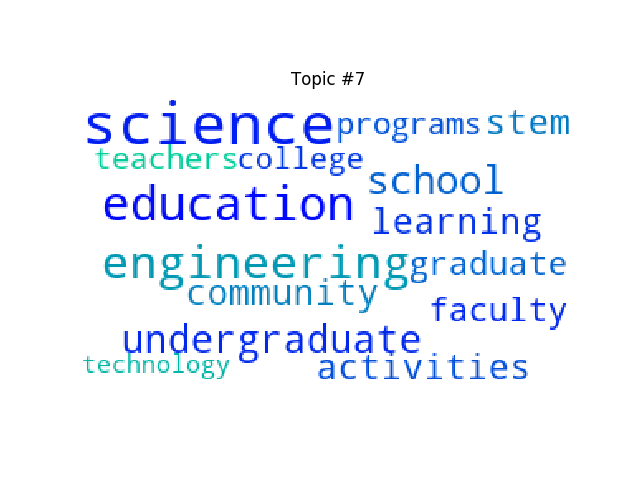 Topic #7
science programs stem
teachers college
school
education
learning
engineering graduate
community
faculty
undergraduate
technology activities